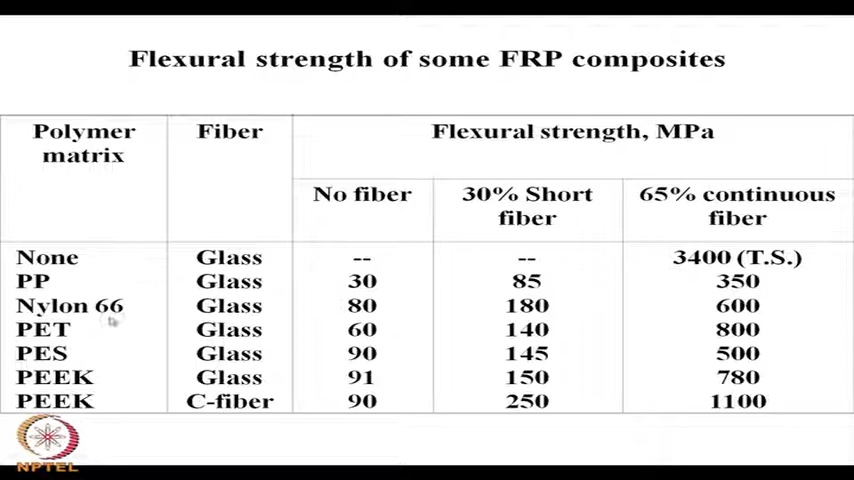 Flexural strength of some FRP composites
Polymer matrix Fiber Flexural strength, MPa
No fiber 30% Short fiber 65% continuous fiber
None Glass -- -- 3400 (T.S.)
PP Glass 30 85 350
Nylon 66 Glass 80 180 600
PET Glass 60 140 800
PES Glass 90 145 500
PEEK Glass 91 150 780
PEEK C-fiber 90 250 1100
NPTEL